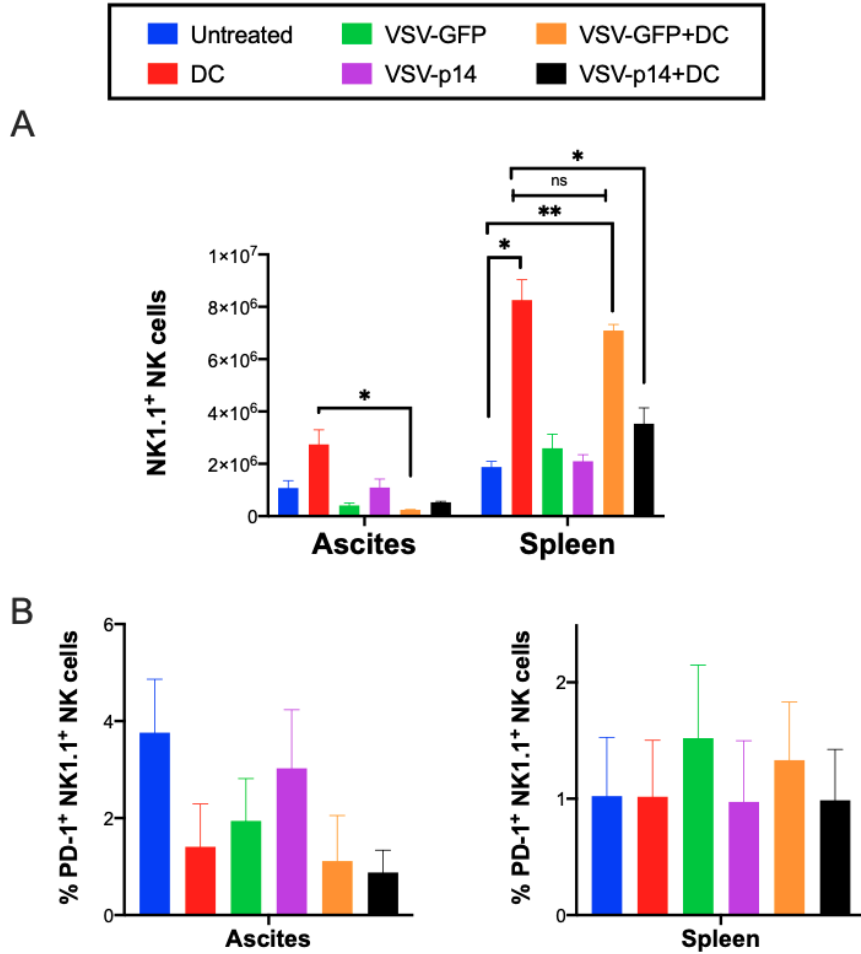 Untreated VSV-GFP VSV-GFP+DC
DC VSV-p14 VSV-p14+DC
A
*
ns
**
*
*
NK1.1⁺ NK cells
1×10⁷
8×10⁶
6×10⁶
4×10⁶
2×10⁶
0
Ascites Spleen
B
% PD-1⁺ NK1.1⁺ NK cells
6
4
2
0
Ascites
% PD-1⁺ NK1.1⁺ NK cells
2
1
0
Spleen